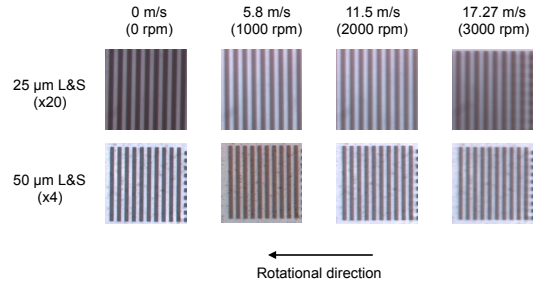 0 m/s 5.8 m/s 11.5 m/s 17.27 m/s
(0 rpm) (1000 rpm) (2000 rpm) (3000 rpm)
25 µm L&S
(x20)
50 µm L&S
(x4)
Rotational direction